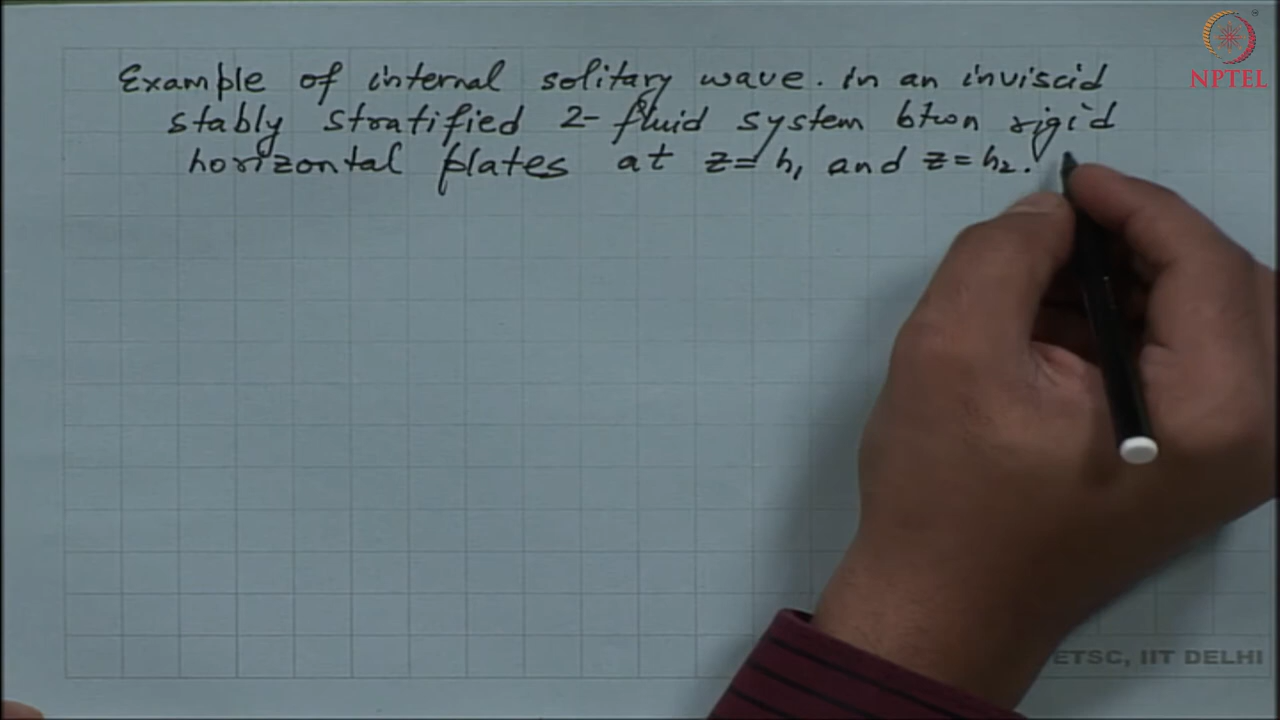 Example of internal solitary wave. In an inviscid
stably stratified 2-fluid system btwn rigid
horizontal plates at z=h₁ and z=h₂.
NPTEL
ETSC, IIT DELHI